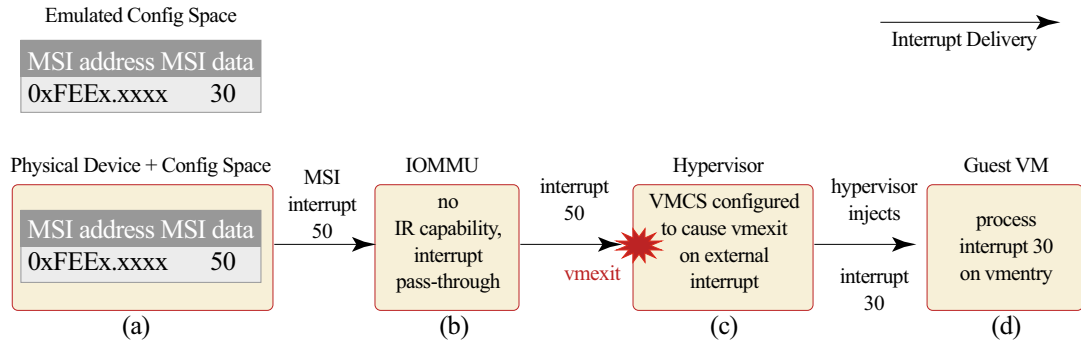 Emulated Config Space
MSI address MSI data
0xFEEx.xxxx 30
Interrupt Delivery
Physical Device + Config Space
MSI address MSI data
0xFEEx.xxxx 50
(a)
MSI
interrupt
50
IOMMU
no
IR capability,
interrupt
pass-through
(b)
interrupt
50
vmexit
Hypervisor
VMCS configured
to cause vmexit
on external
interrupt
(c)
hypervisor
injects
interrupt
30
Guest VM
process
interrupt 30
on vmentry
(d)